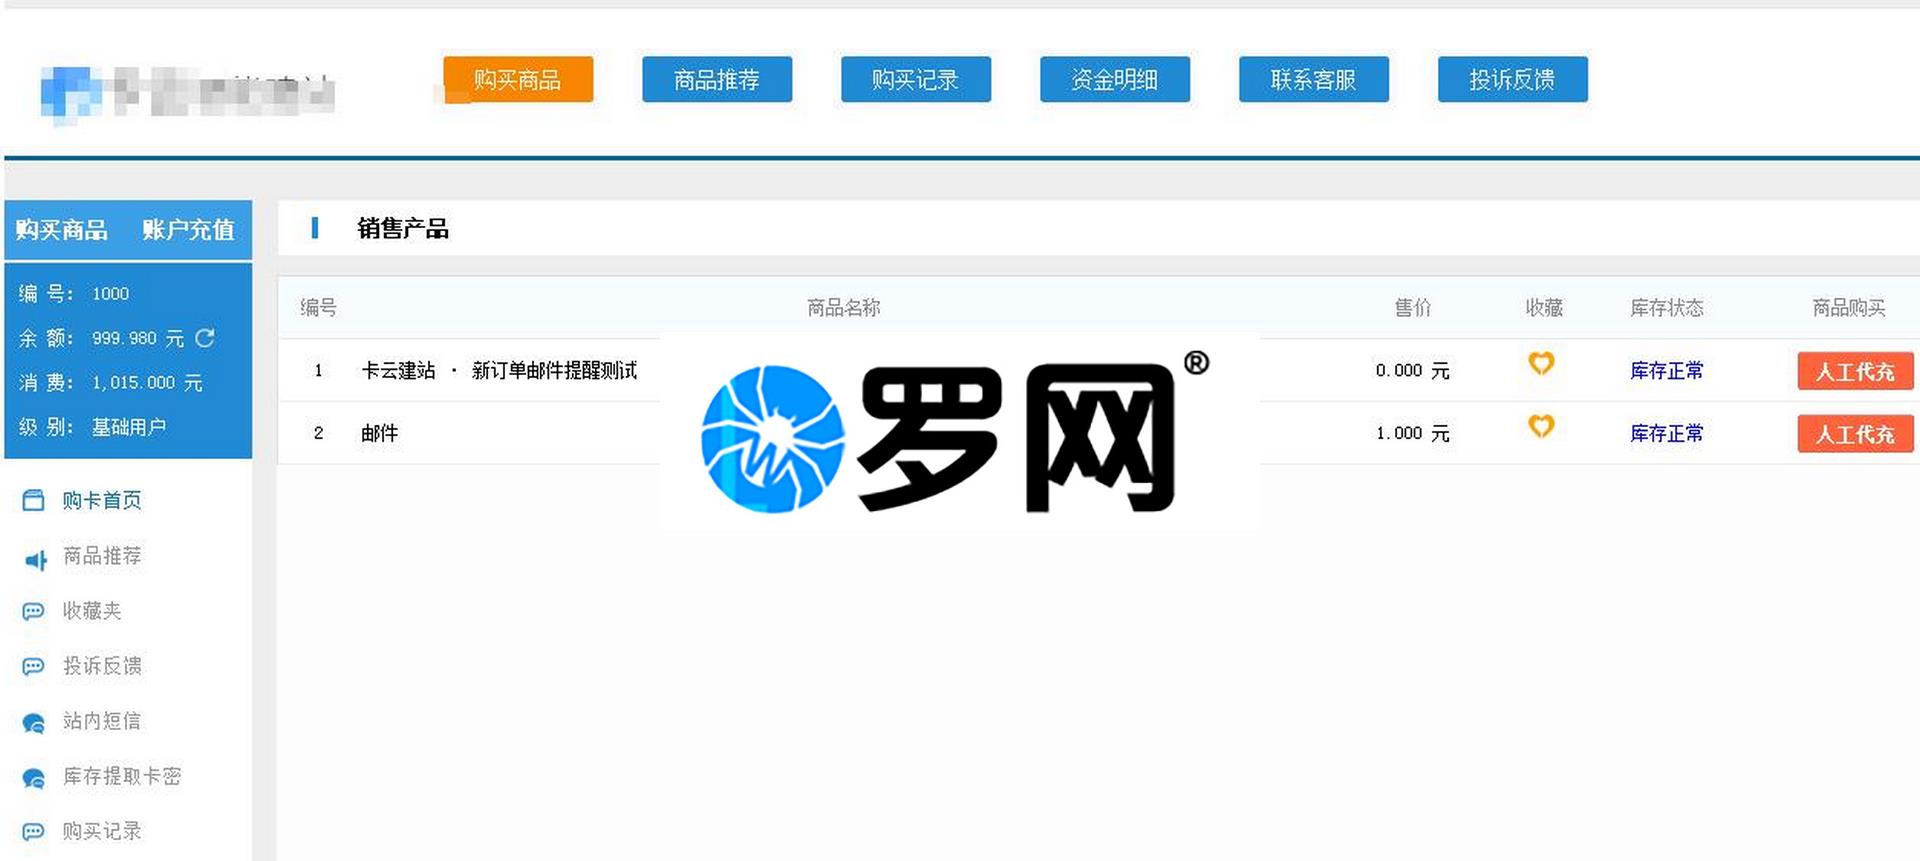 购买商品 商品推荐 购买记录 资金明细 联系客服 投诉反馈
购买商品 账户充值
编 号： 1000
余 额： 999.980 元
消 费： 1,015.000 元
级 别： 基础用户
购卡首页
商品推荐
收藏夹
投诉反馈
站内短信
库存提取卡密
购买记录
销售产品
编号 商品名称 售价 收藏 库存状态 商品购买
1 卡云建站 · 新订单邮件提醒测试 0.000 元 库存正常 人工代充
2 邮件 1.000 元 库存正常 人工代充
罗网®